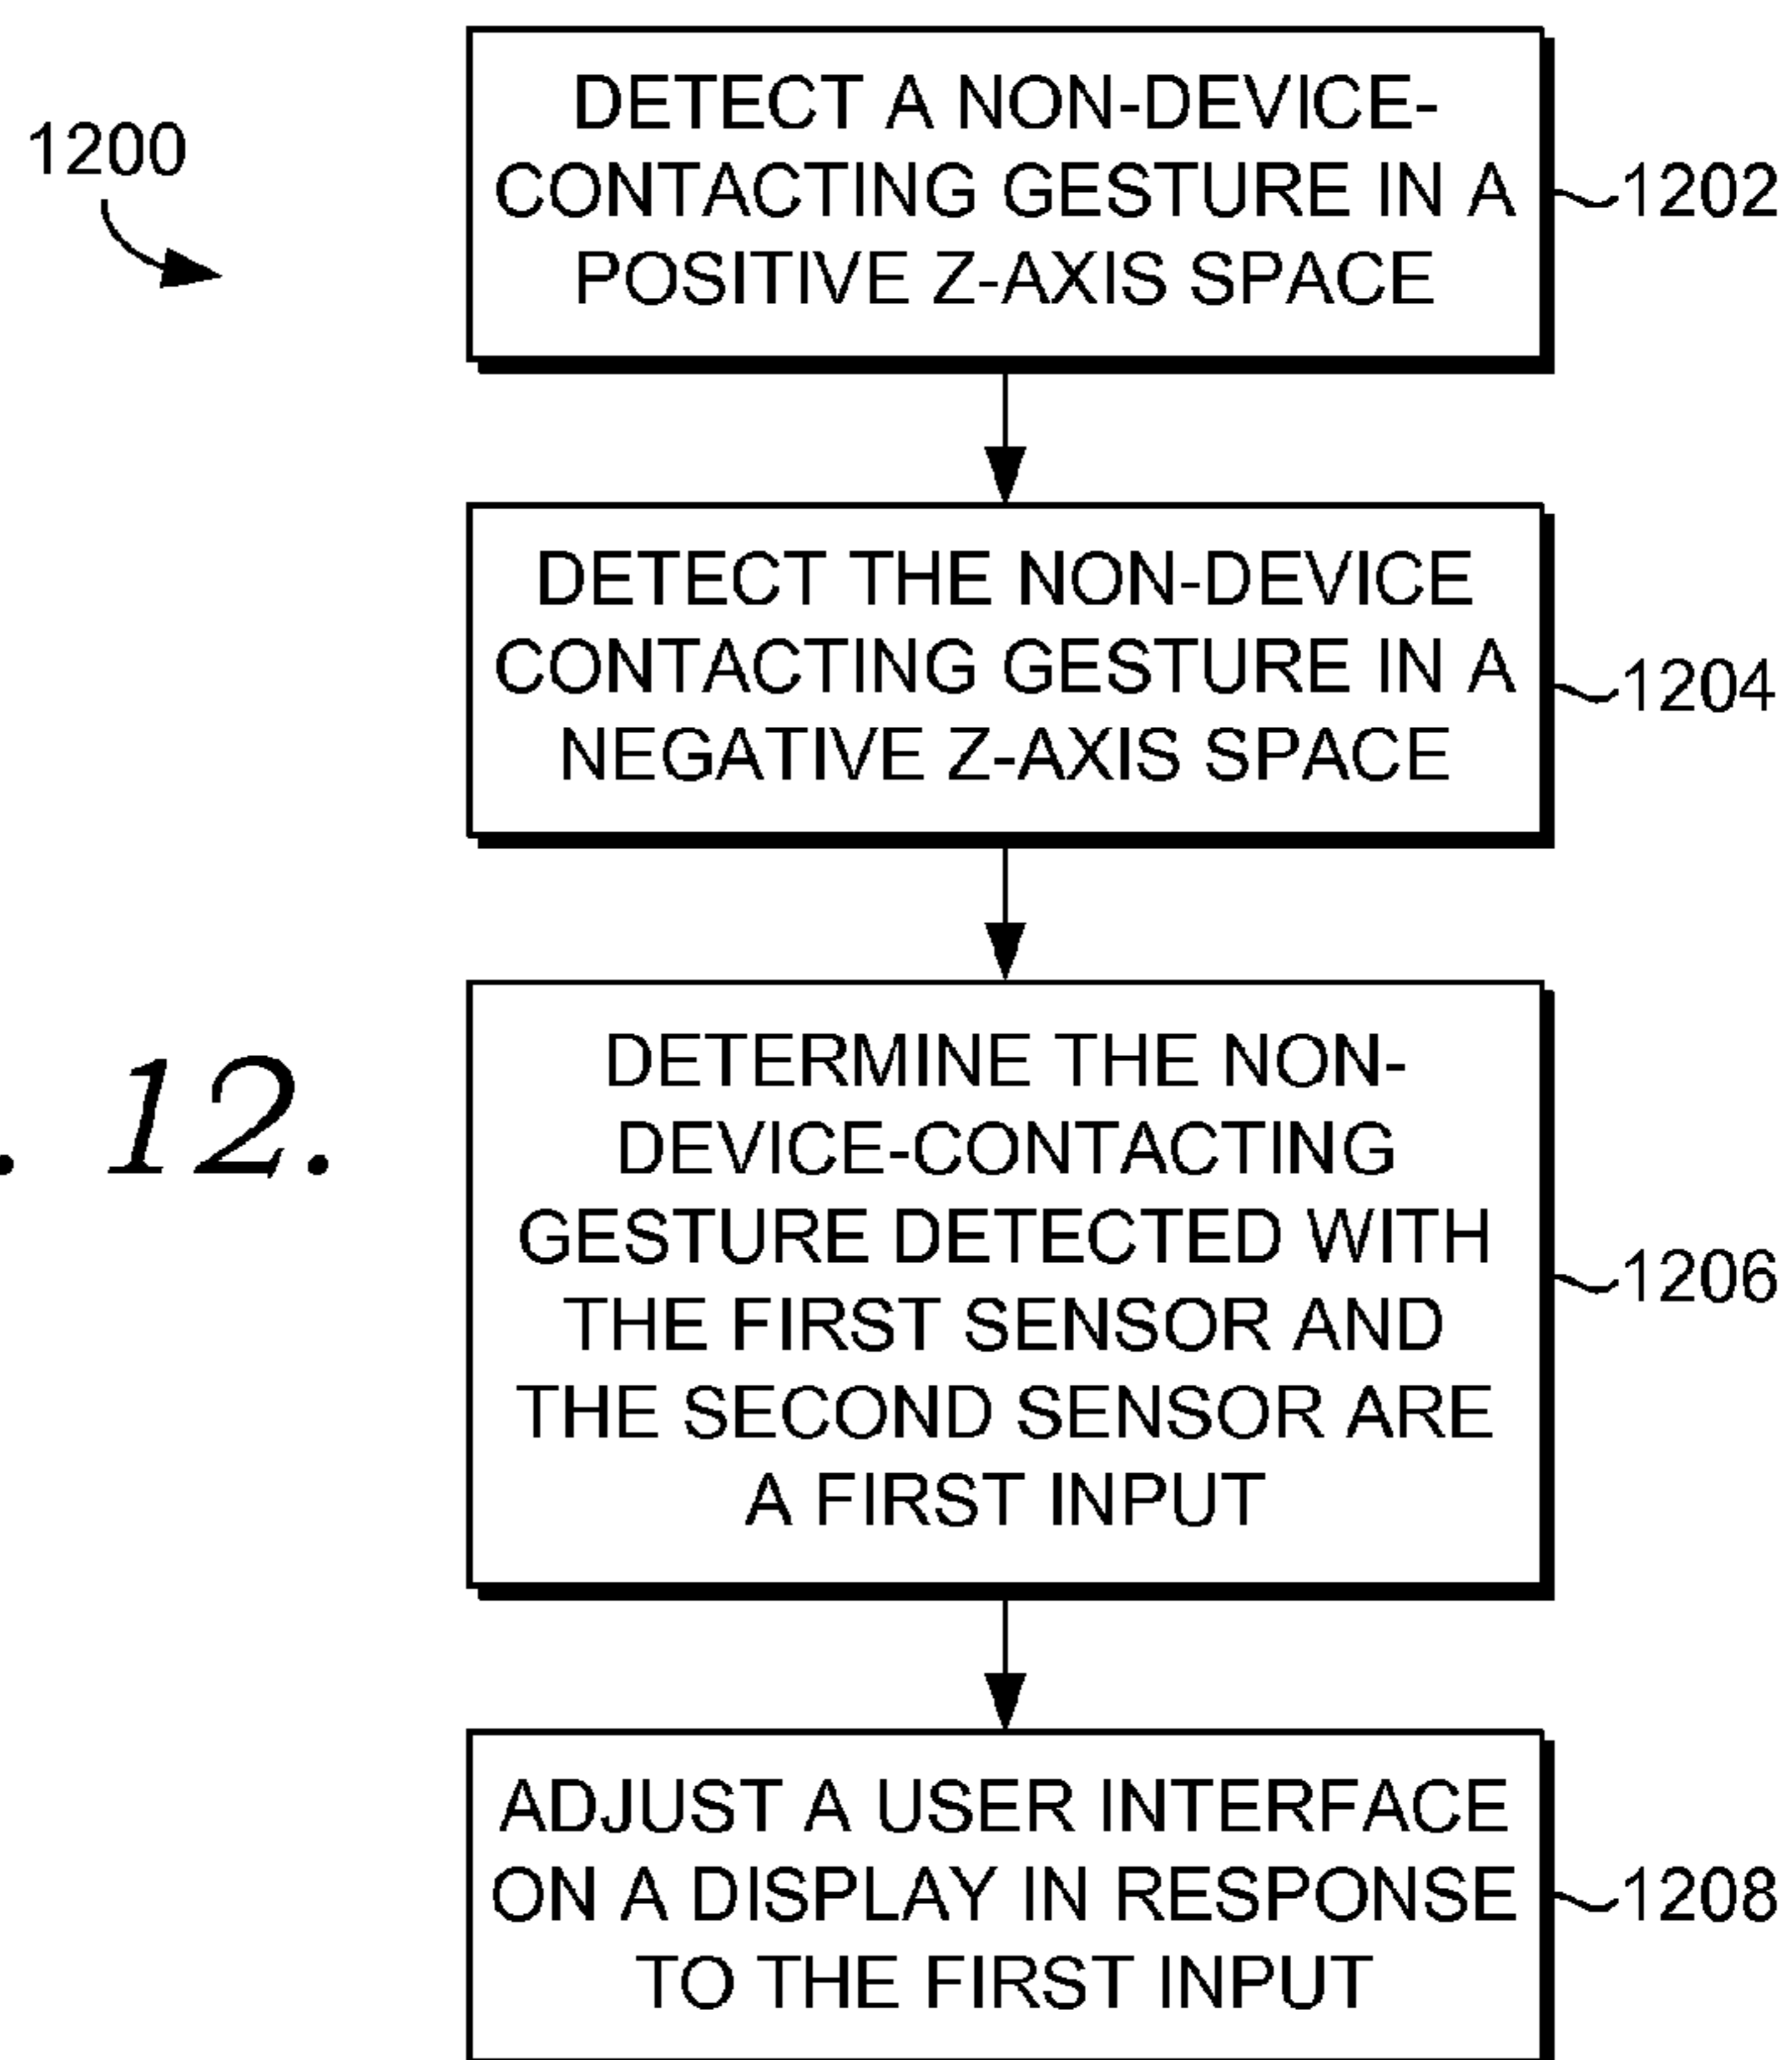 1200
DETECT A NON-DEVICE-
CONTACTING GESTURE IN A
POSITIVE Z-AXIS SPACE
1202
DETECT THE NON-DEVICE
CONTACTING GESTURE IN A
NEGATIVE Z-AXIS SPACE
1204
. 12.
DETERMINE THE NON-
DEVICE-CONTACTING
GESTURE DETECTED WITH
THE FIRST SENSOR AND
THE SECOND SENSOR ARE
A FIRST INPUT
1206
ADJUST A USER INTERFACE
ON A DISPLAY IN RESPONSE
TO THE FIRST INPUT
1208